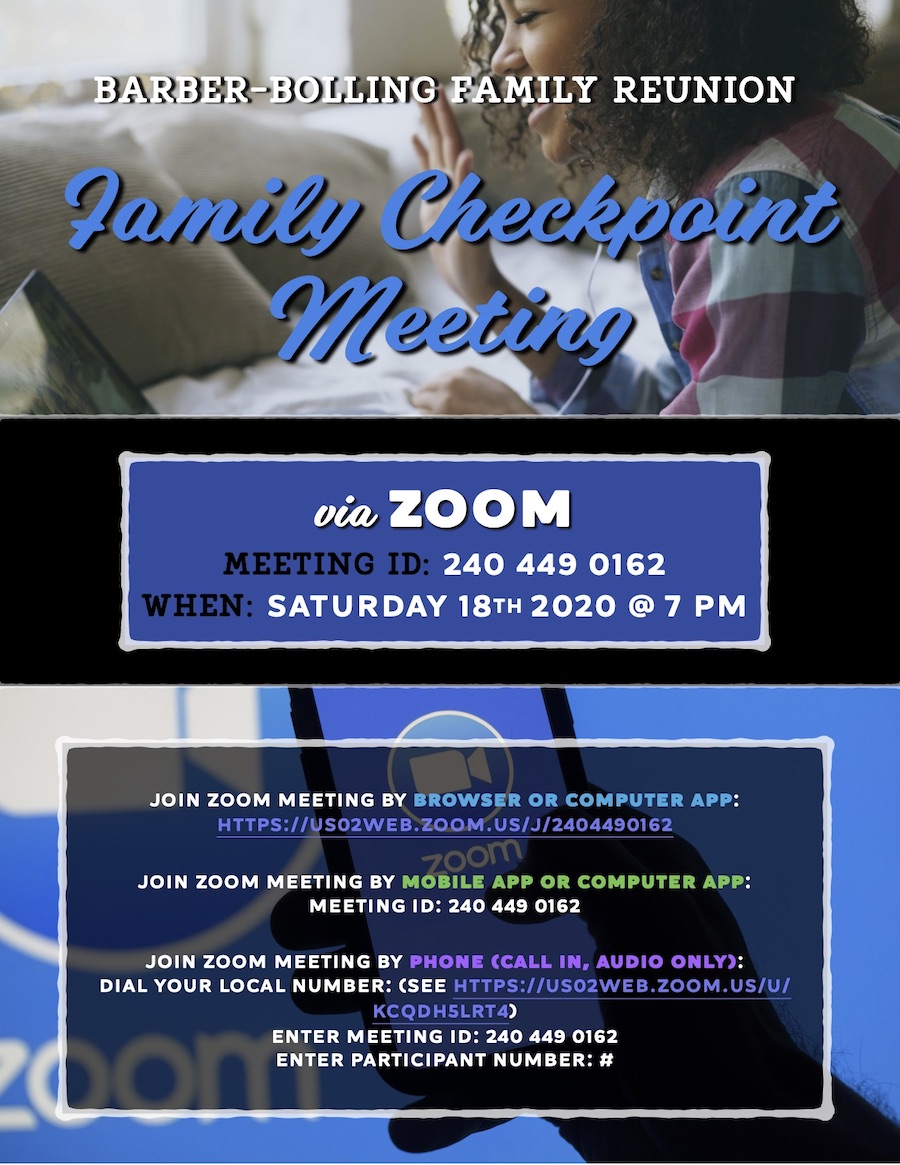 BARBER-BOLLING FAMILY REUNION
Family Checkpoint
Meeting
via ZOOM
MEETING ID: 240 449 0162
WHEN: SATURDAY 18TH 2020 @ 7 PM
zoom
JOIN ZOOM MEETING BY BROWSER OR COMPUTER APP:
HTTPS://US02WEB.ZOOM.US/J/2404490162
JOIN ZOOM MEETING BY MOBILE APP OR COMPUTER APP:
MEETING ID: 240 449 0162
JOIN ZOOM MEETING BY PHONE (CALL IN, AUDIO ONLY):
DIAL YOUR LOCAL NUMBER: (SEE HTTPS://US02WEB.ZOOM.US/U/
KCQDH5LRT4)
ENTER MEETING ID: 240 449 0162
ENTER PARTICIPANT NUMBER: #
zoom